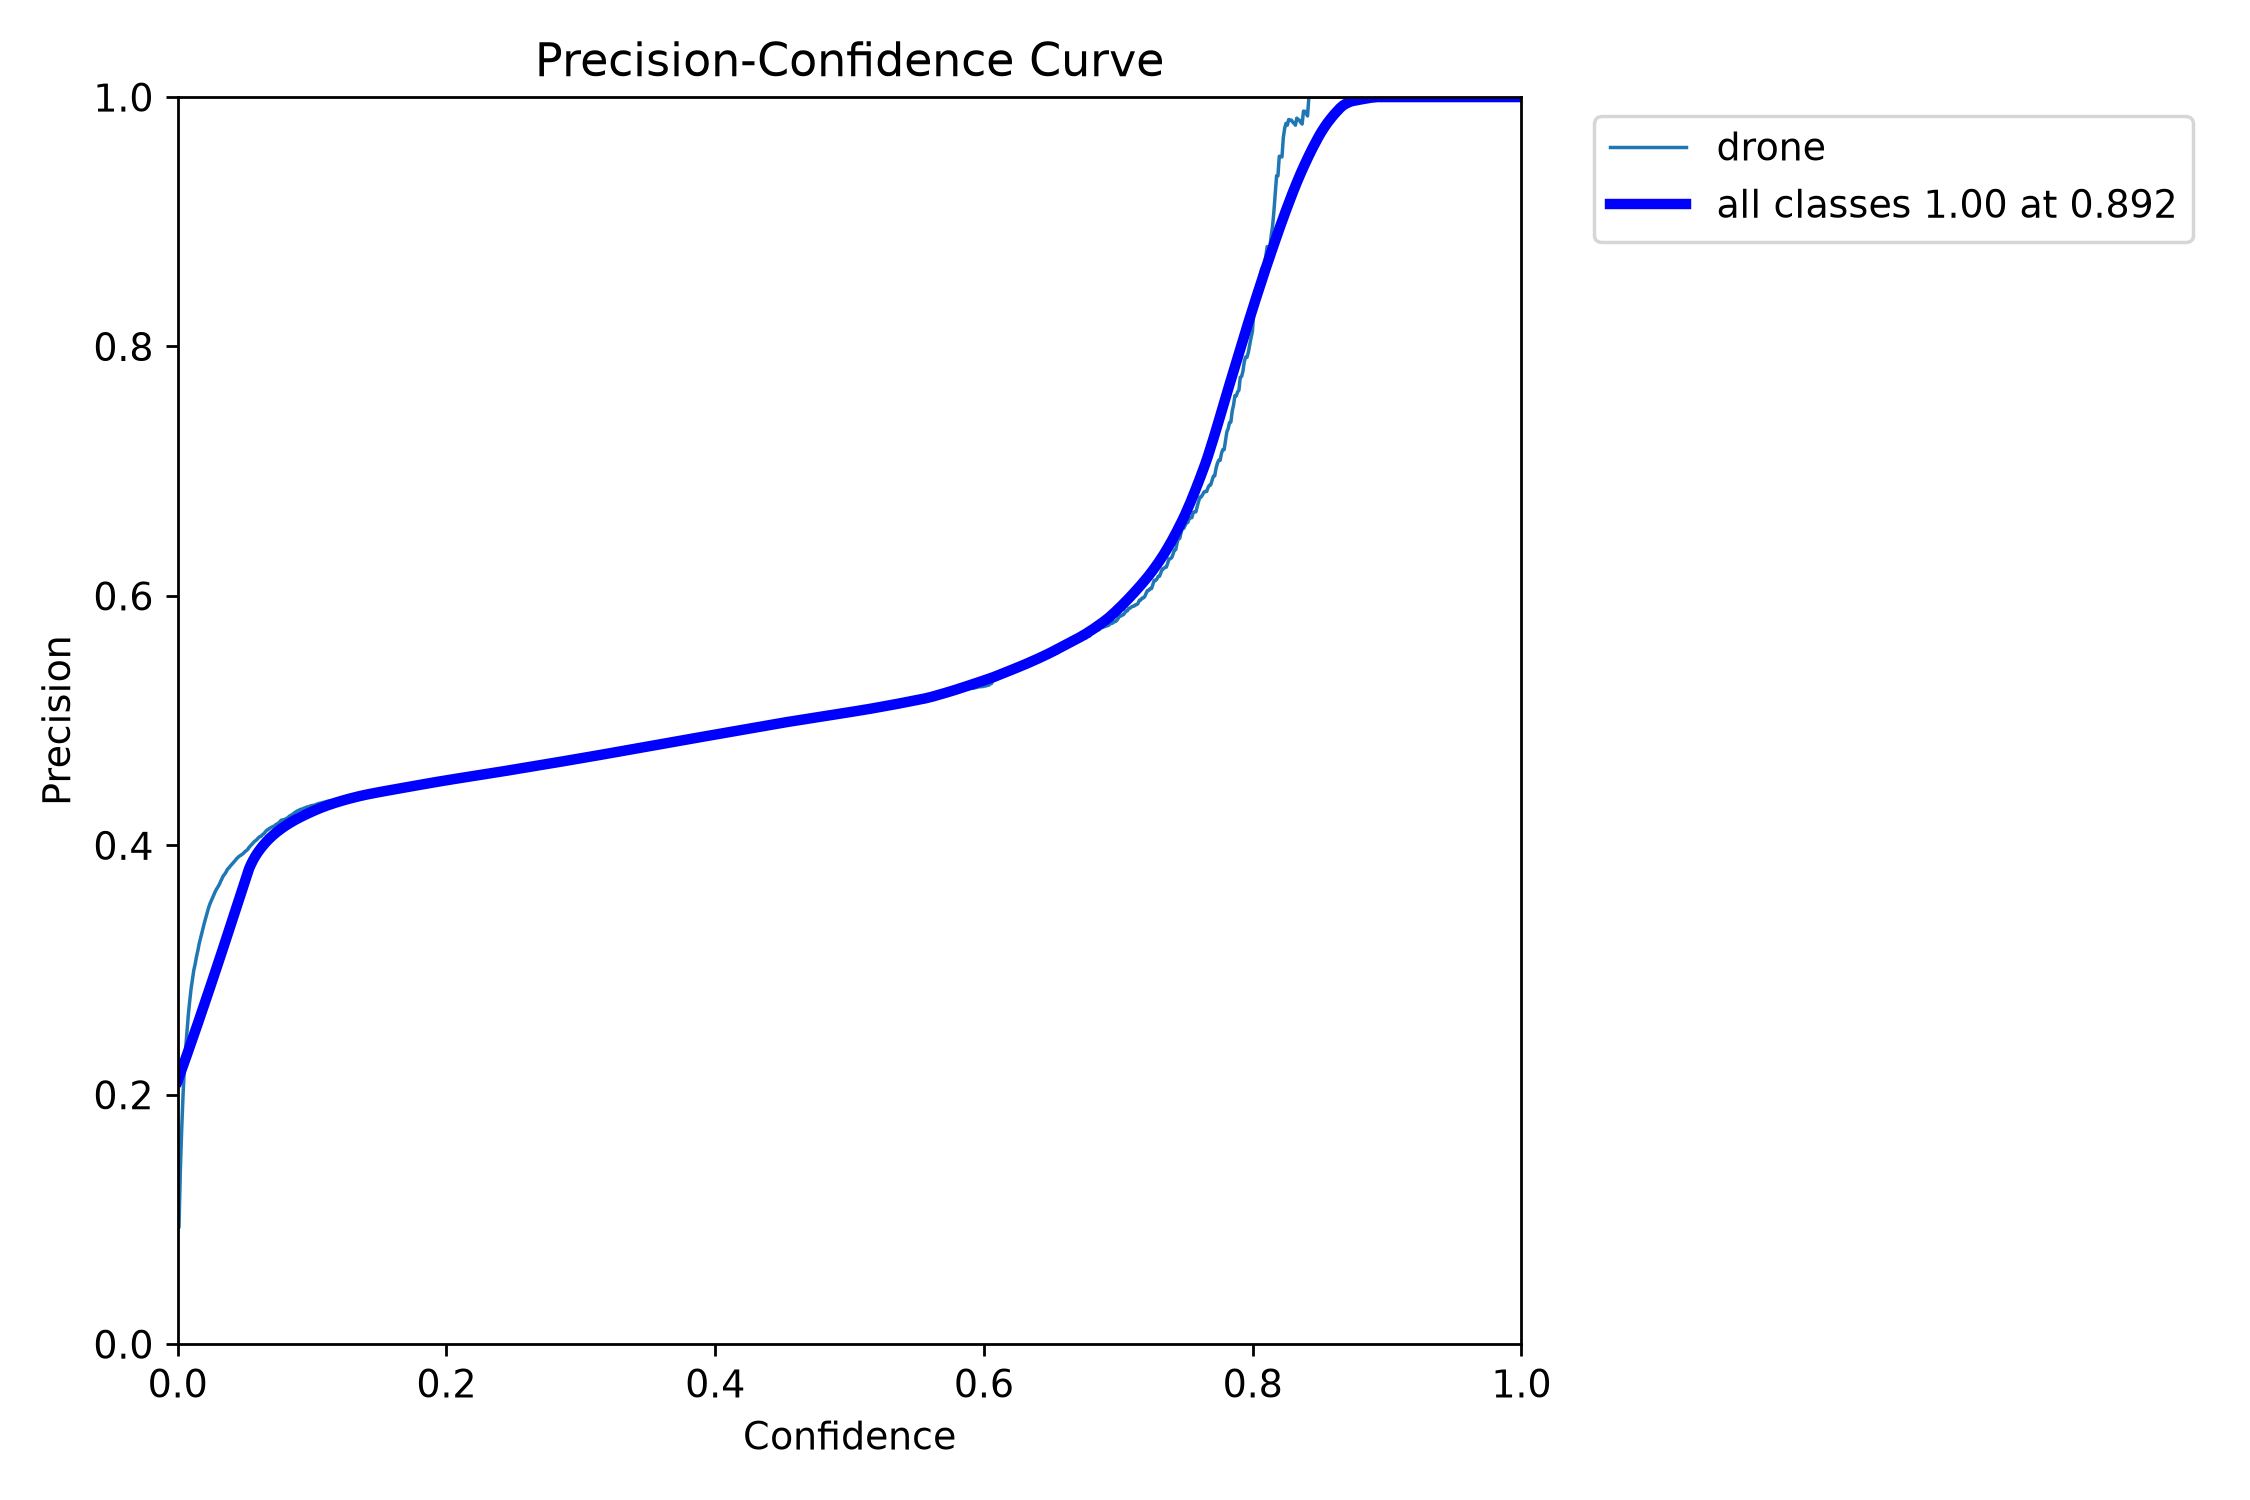 Precision-Confidence Curve
1.0
0.8
0.6
0.4
0.2
0.0
Precision
0.0 0.2 0.4 0.6 0.8 1.0
Confidence
drone
all classes 1.00 at 0.892